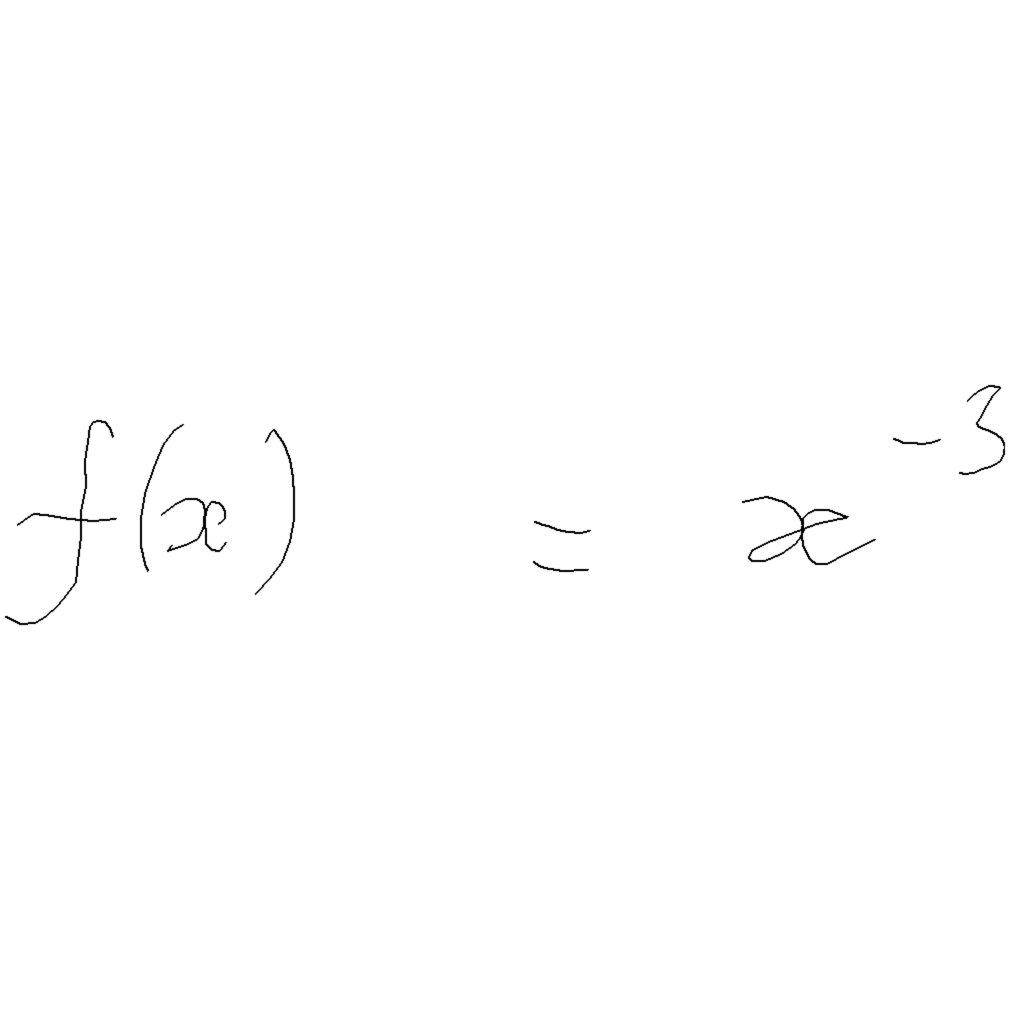 f(x) = x^{-3}